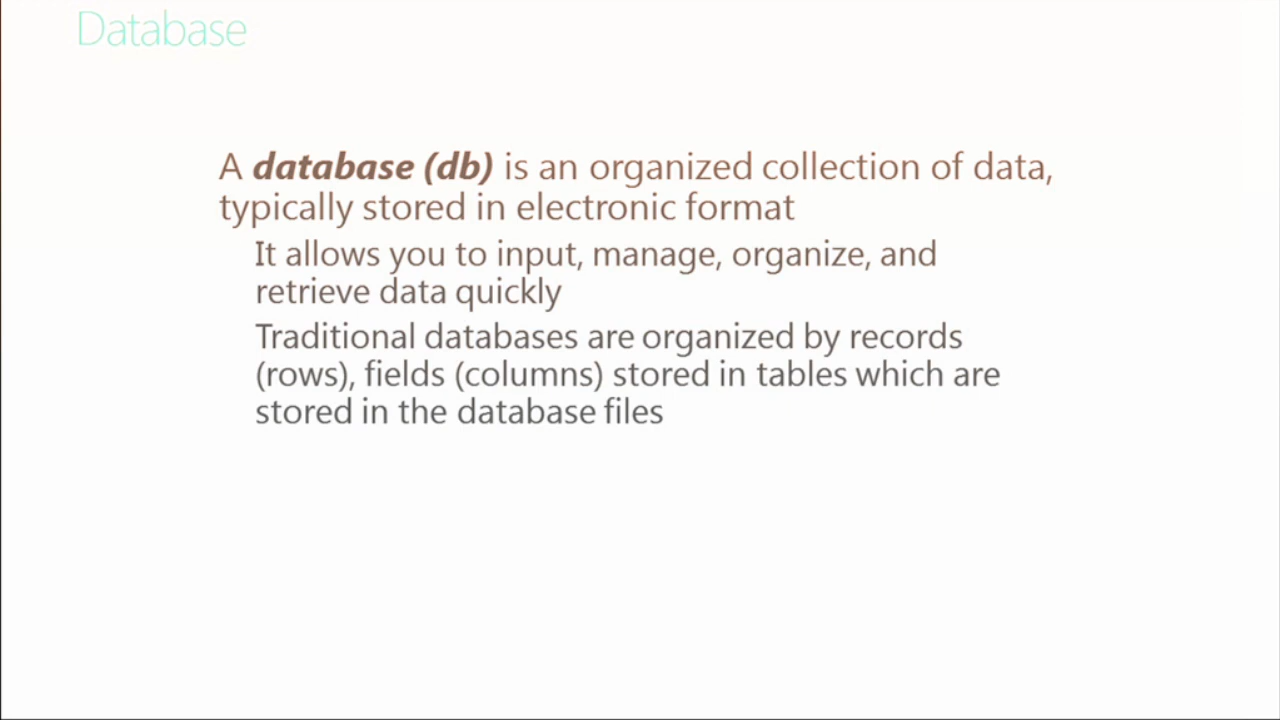 Database
A database (db) is an organized collection of data,
typically stored in electronic format
It allows you to input, manage, organize, and
retrieve data quickly
Traditional databases are organized by records
(rows), fields (columns) stored in tables which are
stored in the database files